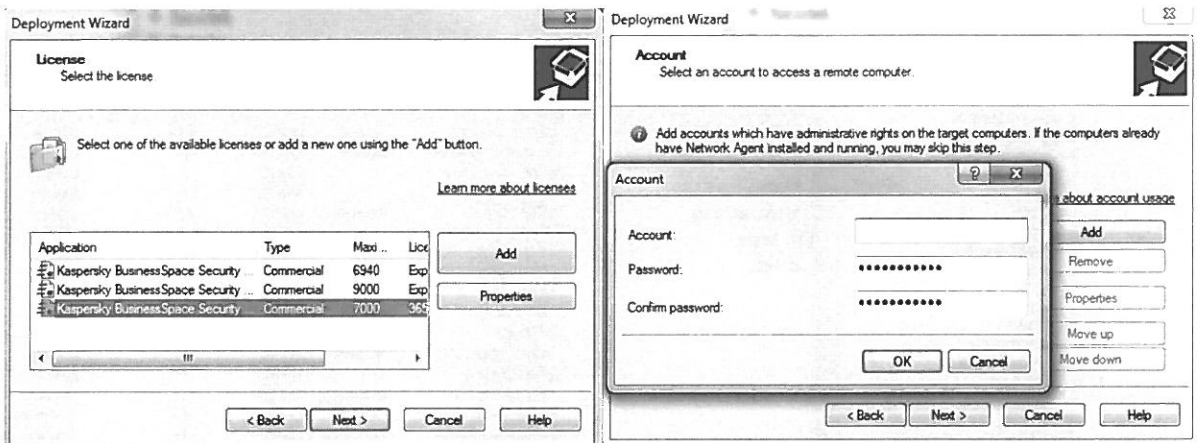 Deployment Wizard
License
Select the license
Select one of the available licenses or add a new one using the "Add" button.
Learn more about licenses
Application Type Maxi .. Lice
Kaspersky BusinessSpace Security ... Commercial 6940 Exp
Kaspersky BusinessSpace Security ... Commercial 9000 Exp
Kaspersky BusinessSpace Security Commercial 7000 365
Add
Properties
< Back Next > Cancel Help
Deployment Wizard
Account
Select an account to access a remote computer.
Add accounts which have administrative rights on the target computers. If the computers already
have Network Agent installed and running, you may skip this step.
about account usage
Account
Account:
Password: •••••••••••
Confirm password: •••••••••••
OK Cancel
Add
Remove
Properties
Move up
Move down
< Back Next > Cancel Help